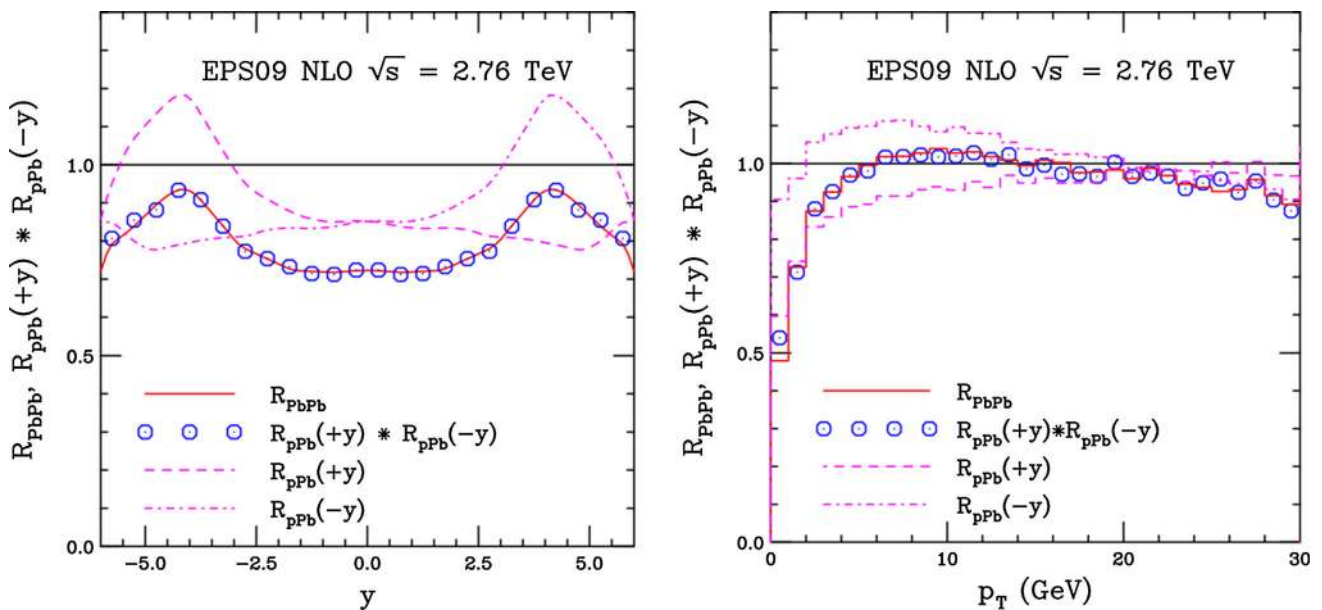 EPS09 NLO √s = 2.76 TeV
R_PbPb, R_pPb(+y) * R_pPb(−y)
1.0
0.5
0.0
R_PbPb
R_pPb(+y) * R_pPb(−y)
R_pPb(+y)
R_pPb(−y)
−5.0 −2.5 0.0 2.5 5.0
y
EPS09 NLO √s = 2.76 TeV
R_PbPb, R_pPb(+y) * R_pPb(−y)
1.0
0.5
0.0
R_PbPb
R_pPb(+y)*R_pPb(−y)
R_pPb(+y)
R_pPb(−y)
0 10 20 30
p_T (GeV)